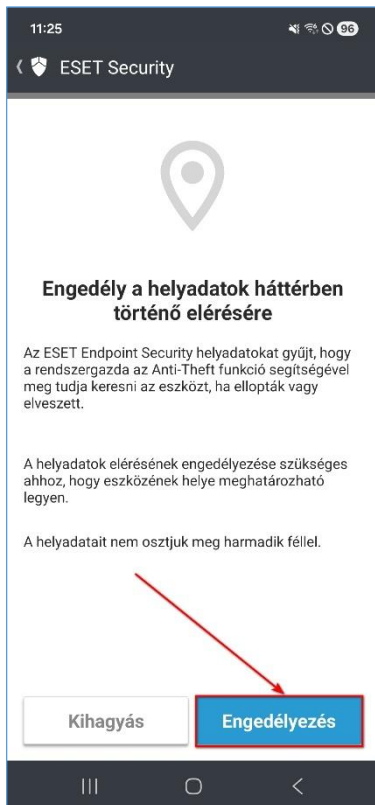 11:25
96
ESET Security
Engedély a helyadatok háttérben
történő elérésére
Az ESET Endpoint Security helyadatokat gyűjt, hogy
a rendszergazda az Anti-Theft funkció segítségével
meg tudja keresni az eszközt, ha ellopták vagy
elveszett.
A helyadatok elérésének engedélyezése szükséges
ahhoz, hogy eszközének helye meghatározható
legyen.
A helyadatait nem osztjuk meg harmadik féllel.
Kihagyás
Engedélyezés